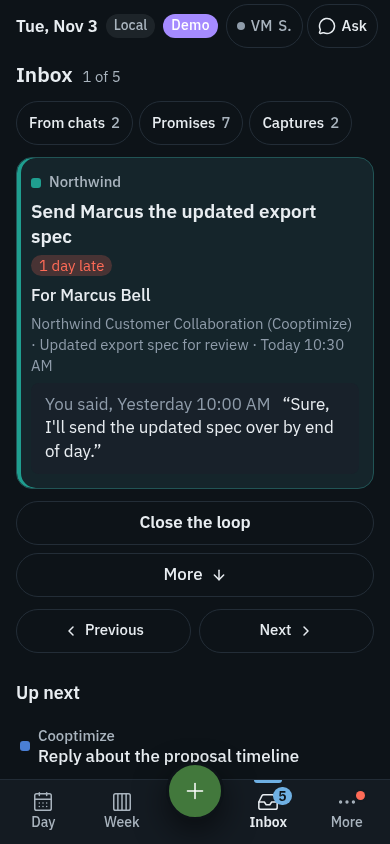 Tue, Nov 3 Local Demo VM S. Ask
Inbox 1 of 5
From chats 2 Promises 7 Captures 2
Northwind
Send Marcus the updated export
spec
1 day late
For Marcus Bell
Northwind Customer Collaboration (Cooptimize)
· Updated export spec for review · Today 10:30
AM
You said, Yesterday 10:00 AM “Sure,
I'll send the updated spec over by end
of day.”
Close the loop
More
Previous Next
Up next
Cooptimize
Reply about the proposal timeline
5
Day Week Inbox More